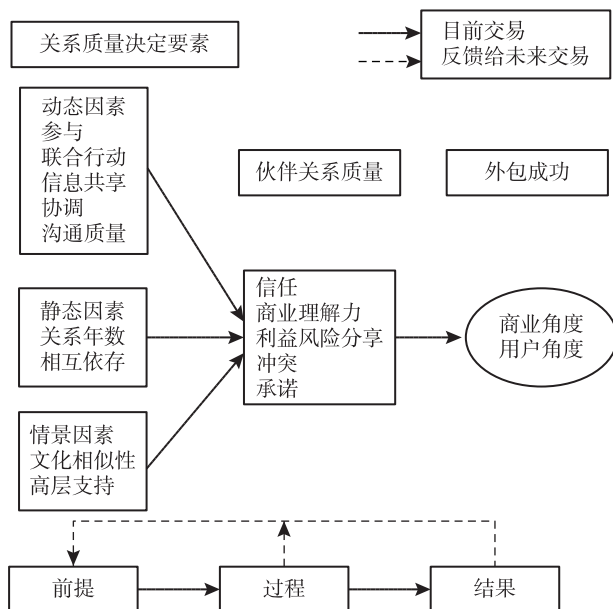 关系质量决定要素
目前交易
反馈给未来交易
动态因素
参与
联合行动
信息共享
协调
沟通质量
伙伴关系质量
外包成功
静态因素
关系年数
相互依存
信任
商业理解力
利益风险分享
冲突
承诺
商业角度
用户角度
情景因素
文化相似性
高层支持
前提
过程
结果